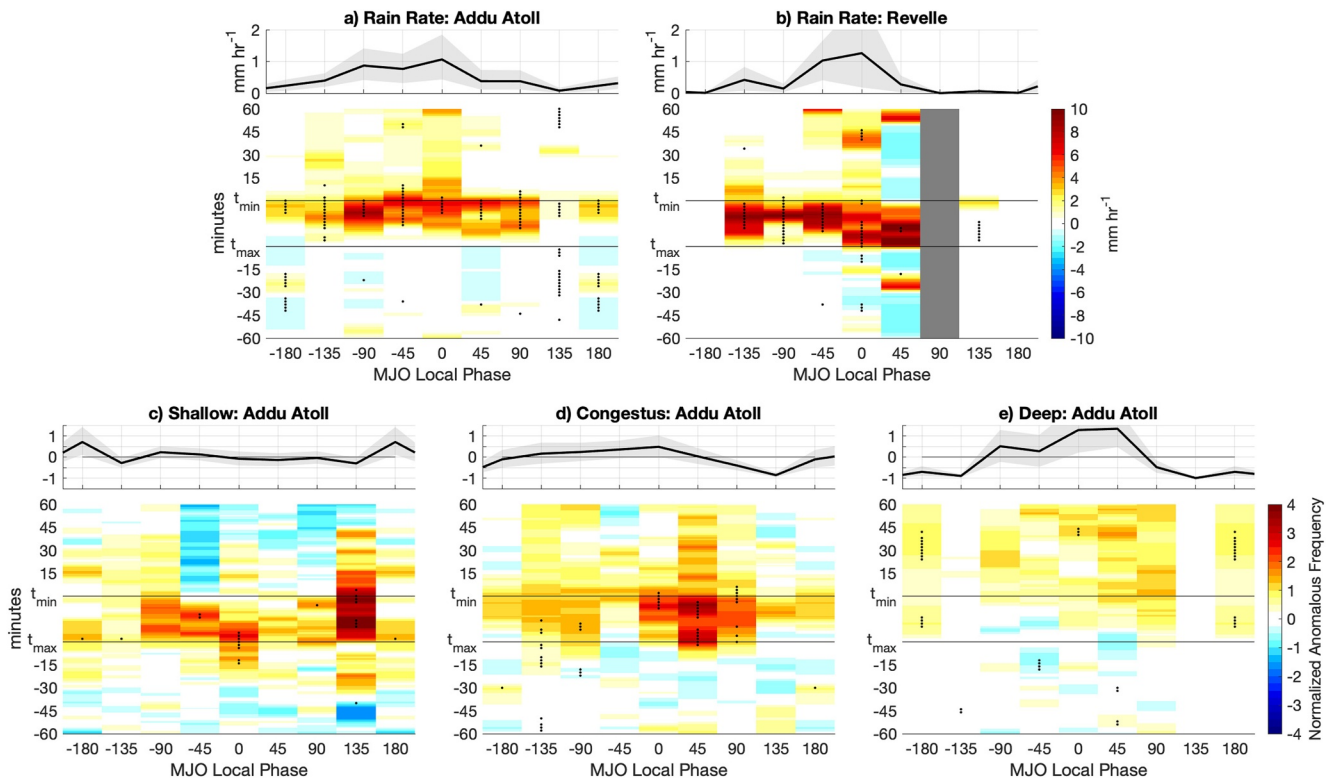 a) Rain Rate: Addu Atoll
b) Rain Rate: Revelle
mm hr⁻¹
2
1
0
mm hr⁻¹
2
1
0
minutes
60
45
30
15
t_min
t_max
-15
-30
-45
-60
-180 -135 -90 -45 0 45 90 135 180
MJO Local Phase
minutes
60
45
30
15
t_min
t_max
-15
-30
-45
-60
-180 -135 -90 -45 0 45 90 135 180
MJO Local Phase
10
8
6
4
2
0
-2
-4
-6
-8
-10
mm hr⁻¹
c) Shallow: Addu Atoll
d) Congestus: Addu Atoll
e) Deep: Addu Atoll
1
0
-1
1
0
-1
1
0
-1
minutes
60
45
30
15
t_min
t_max
-15
-30
-45
-60
-180 -135 -90 -45 0 45 90 135 180
MJO Local Phase
60
45
30
15
t_min
t_max
-15
-30
-45
-60
-180 -135 -90 -45 0 45 90 135 180
MJO Local Phase
60
45
30
15
t_min
t_max
-15
-30
-45
-60
-180 -135 -90 -45 0 45 90 135 180
MJO Local Phase
4
3
2
1
0
-1
-2
-3
-4
Normalized Anomalous Frequency